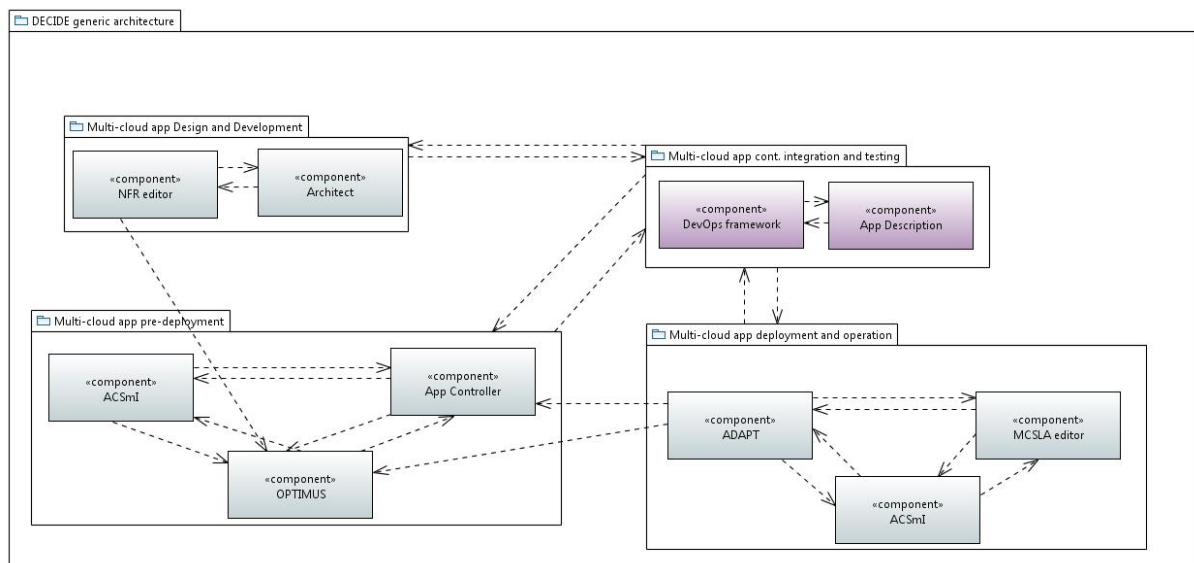 DECIDE generic architecture
Multi-cloud app Design and Development
«component»
NFR editor
«component»
Architect
Multi-cloud app cont. integration and testing
«component»
DevOps framework
«component»
App Description
Multi-cloud app pre-deployment
«component»
ACSmI
«component»
App Controller
«component»
OPTIMUS
Multi-cloud app deployment and operation
«component»
ADAPT
«component»
MCSLA editor
«component»
ACSmI